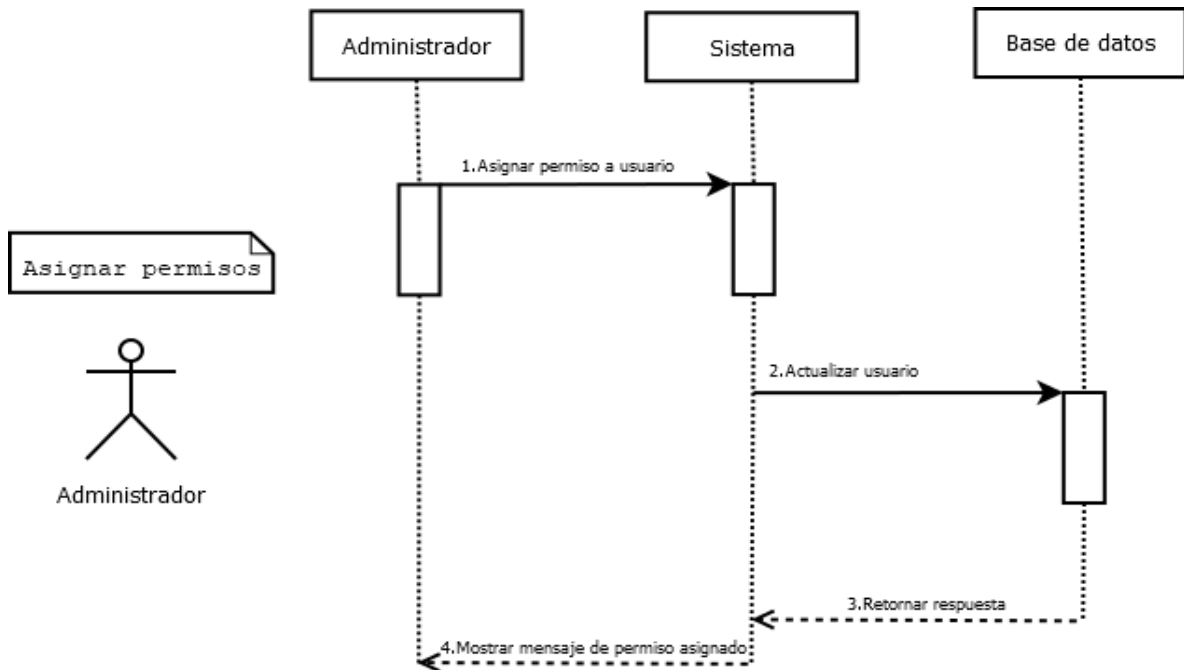 Administrador
Sistema
Base de datos
1.Asignar permiso a usuario
Asignar permisos
2.Actualizar usuario
Administrador
3.Retornar respuesta
4.Mostrar mensaje de permiso asignado